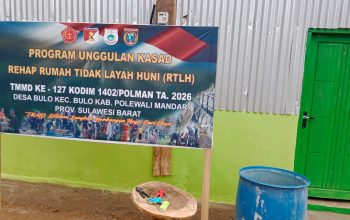 PROGRAM UNGGULAN KASAD
REHAP RUMAH TIDAK LAYAH HUNI (RTLH)
TMMD KE - 127 KODIM 1402/POLMAN TA. 2026
DESA BULO KEC. BULO KAB. POLEWALI MANDAR
PROV. SULAWESI BARAT